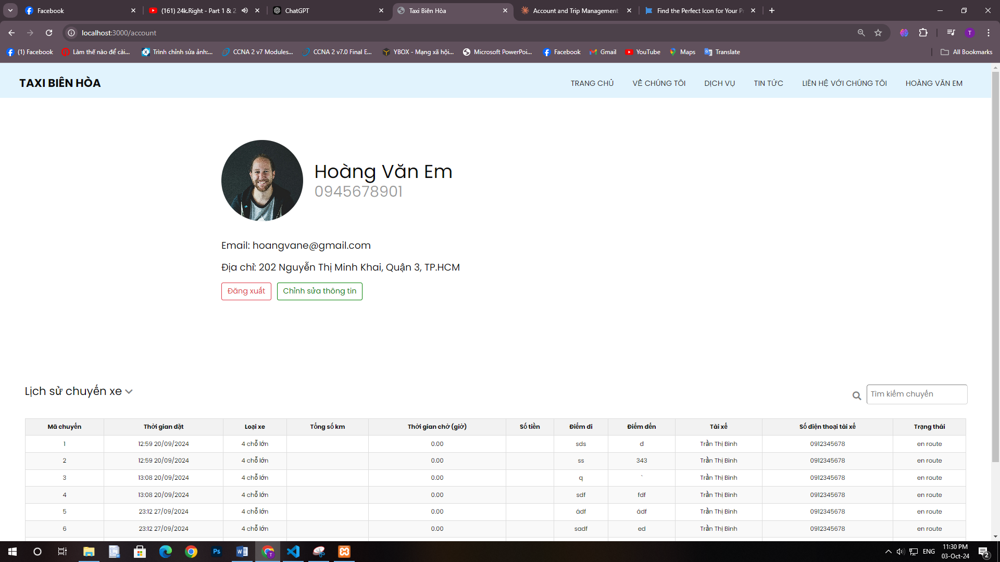 Facebook
(161) 24k.Right - Part 1 & 2
ChatGPT
Taxi Biên Hòa
Account and Trip Management
Find the Perfect Icon for Your Pr
localhost:3000/account
T
(1) Facebook
Làm thế nào để cài...
Trình chỉnh sửa ảnh:...
CCNA 2 v7 Modules...
CCNA 2 v7.0 Final E...
YBOX - Mạng xã hội...
Microsoft PowerPoi...
Facebook
Gmail
YouTube
Maps
Translate
All Bookmarks
TAXI BIÊN HÒA
TRANG CHỦ
VỀ CHÚNG TÔI
DỊCH VỤ
TIN TỨC
LIÊN HỆ VỚI CHÚNG TÔI
HOÀNG VĂN EM
Hoàng Văn Em
0945678901
Email: hoangvane@gmail.com
Địa chỉ: 202 Nguyễn Thị Minh Khai, Quận 3, TP.HCM
Đăng xuất
Chỉnh sửa thông tin
Lịch sử chuyến xe
Tìm kiếm chuyến
Mã chuyến Thời gian đặt Loại xe Tổng số km Thời gian chờ (giờ) Số tiền Điểm đi Điểm đến Tài xế Số điện thoại tài xế Trạng thái
1 12:59 20/09/2024 4 chỗ lớn 0.00 sds đ Trần Thị Bình 0912345678 en route
2 12:59 20/09/2024 4 chỗ lớn 0.00 ss 343 Trần Thị Bình 0912345678 en route
3 13:08 20/09/2024 4 chỗ lớn 0.00 q ` Trần Thị Bình 0912345678 en route
4 13:08 20/09/2024 4 chỗ lớn 0.00 sdf fdf Trần Thị Bình 0912345678 en route
5 23:12 27/09/2024 4 chỗ lớn 0.00 ádf ádf Trần Thị Bình 0912345678 en route
6 23:12 27/09/2024 4 chỗ lớn 0.00 sadf ed Trần Thị Bình 0912345678 en route
Ps
ENG
11:30 PM
03-Oct-24
2